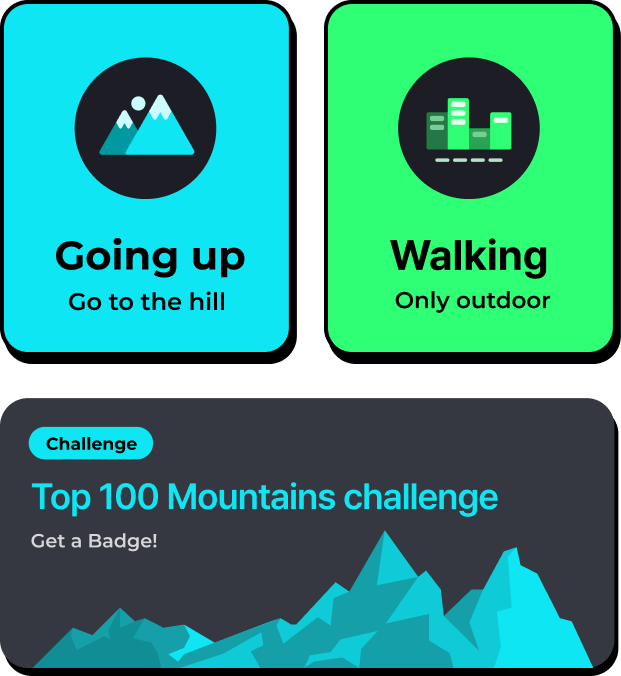 Going up
Go to the hill
Walking
Only outdoor
Challenge
Top 100 Mountains challenge
Get a Badge!